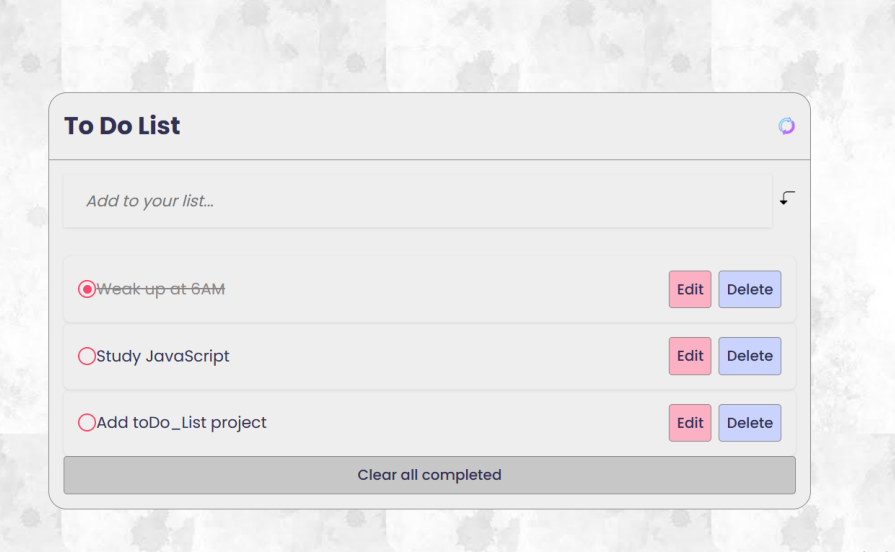 To Do List
Add to your list...
Weak up at 6AM Edit Delete
Study JavaScript Edit Delete
Add toDo_List project Edit Delete
Clear all completed